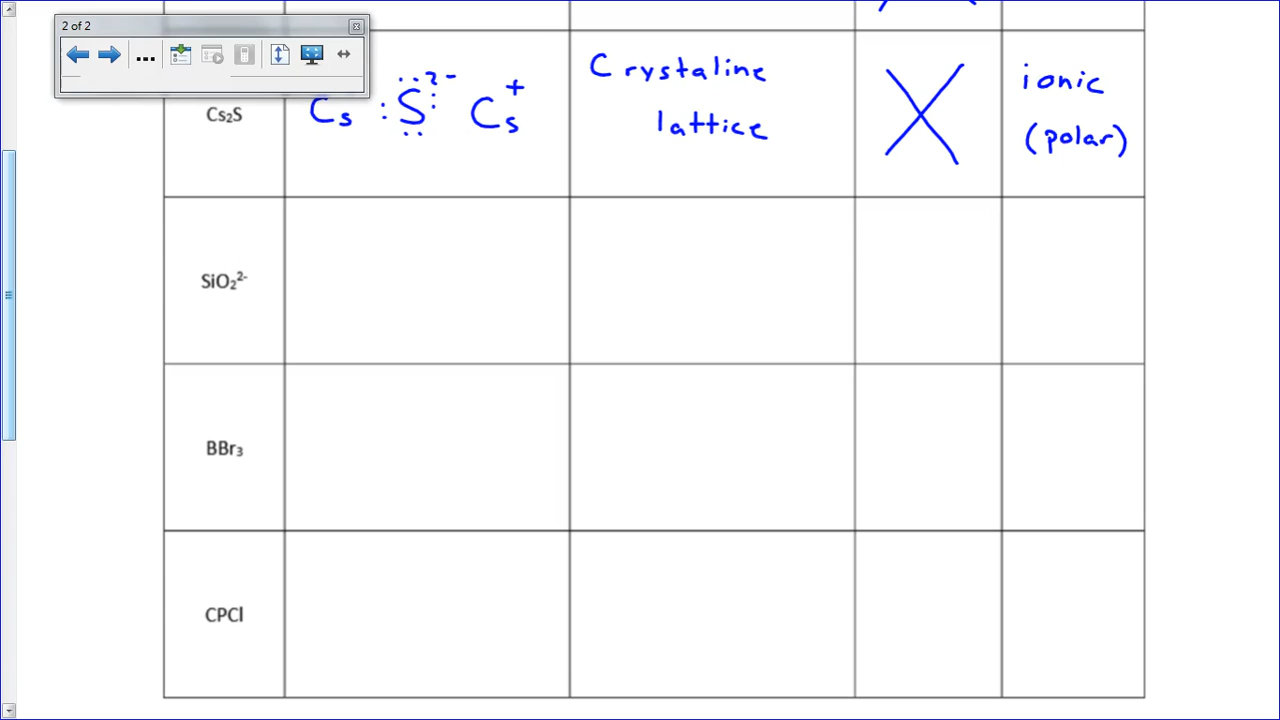 2 of 2
Cs₂S
Cs :S: ²⁻ Cs⁺
Crystaline
lattice
ionic
(polar)
SiO₂²⁻
BBr₃
CPCl